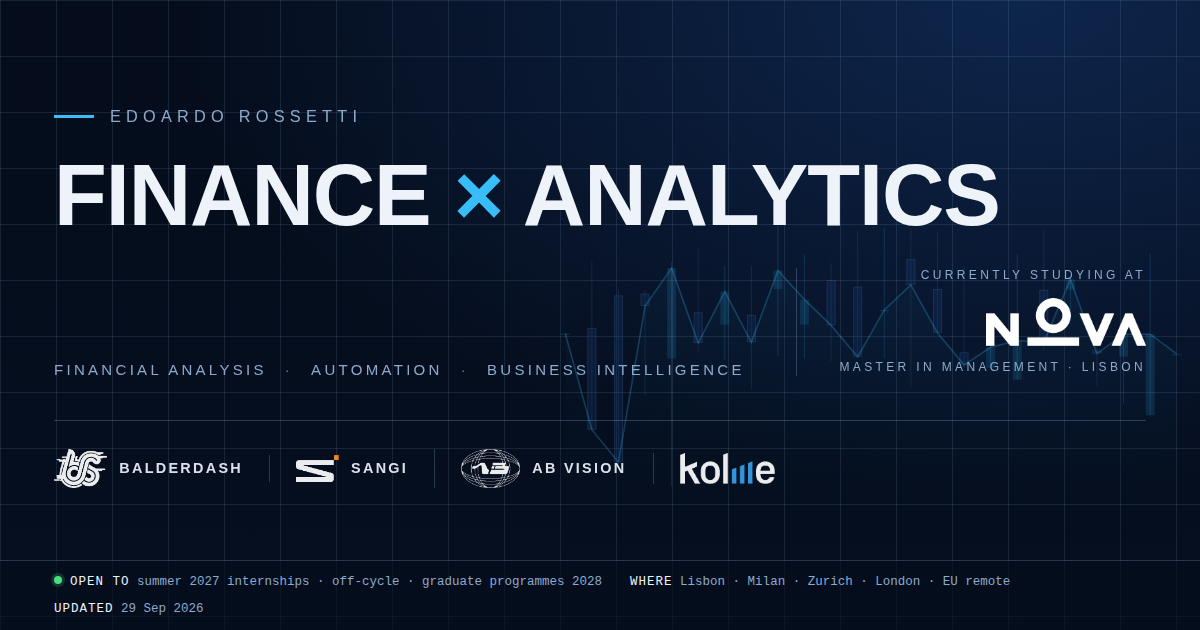 EDOARDO ROSSETTI
FINANCE × ANALYTICS
CURRENTLY STUDYING AT
NOVA
MASTER IN MANAGEMENT · LISBON
FINANCIAL ANALYSIS · AUTOMATION · BUSINESS INTELLIGENCE
BALDERDASH SANGI AB VISION kolme
OPEN TO summer 2027 internships · off-cycle · graduate programmes 2028 WHERE Lisbon · Milan · Zurich · London · EU remote
UPDATED 29 Sep 2026